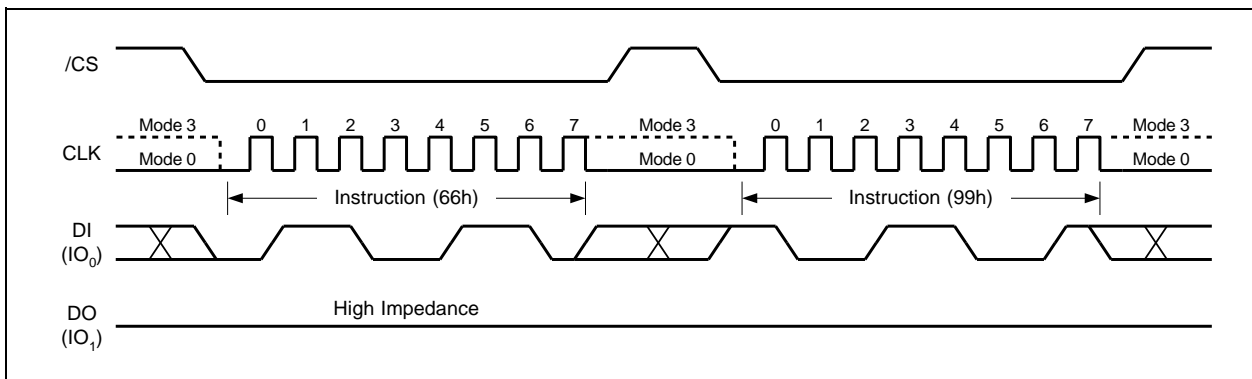 /CS
Mode 3 0 1 2 3 4 5 6 7 Mode 3 0 1 2 3 4 5 6 7 Mode 3
CLK
Mode 0 Mode 0 Mode 0
Instruction (66h) Instruction (99h)
DI
(IO₀)
High Impedance
DO
(IO₁)